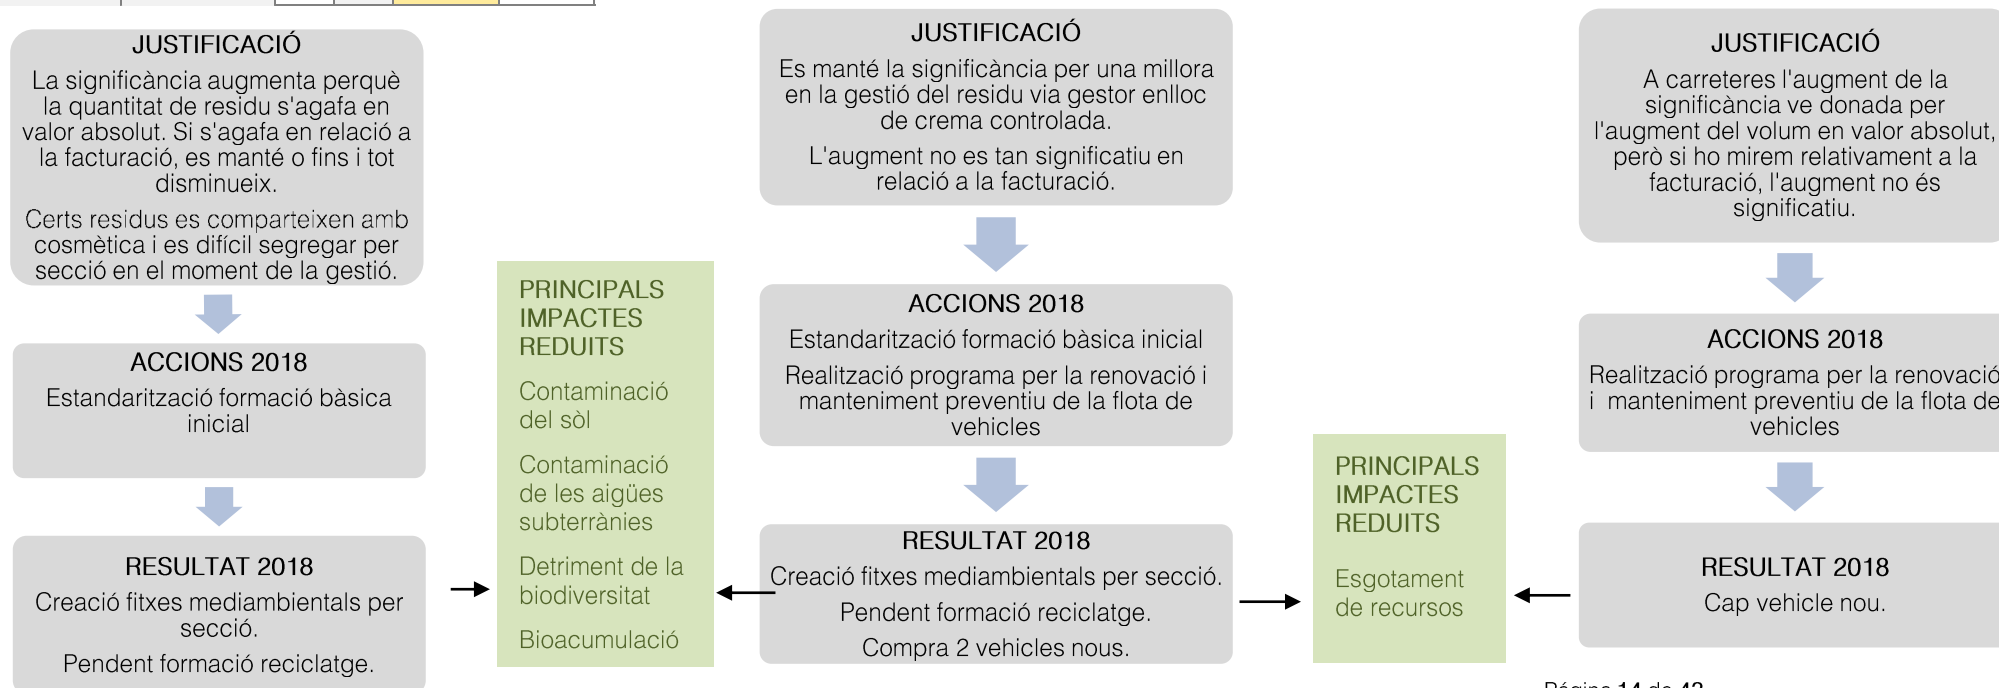 JUSTIFICACIÓ
La significància augmenta perquè
la quantitat de residu s'agafa en
valor absolut. Si s'agafa en relació a
la facturació, es manté o fins i tot
disminueix.
Certs residus es comparteixen amb
cosmètica i es difícil segregar per
secció en el moment de la gestió.
ACCIONS 2018
Estandarització formació bàsica
inicial
RESULTAT 2018
Creació fitxes mediambientals per
secció.
Pendent formació reciclatge.
PRINCIPALS
IMPACTES
REDUITS
Contaminació
del sòl
Contaminació
de les aigües
subterrànies
Detriment de la
biodiversitat
Bioacumulació
JUSTIFICACIÓ
Es manté la significància per una millora
en la gestió del residu via gestor enlloc
de crema controlada.
L'augment no es tan significatiu en
relació a la facturació.
ACCIONS 2018
Estandarització formació bàsica inicial
Realització programa per la renovació i
manteniment preventiu de la flota de
vehicles
RESULTAT 2018
Creació fitxes mediambientals per secció.
Pendent formació reciclatge.
Compra 2 vehicles nous.
PRINCIPALS
IMPACTES
REDUITS
Esgotament
de recursos
JUSTIFICACIÓ
A carreteres l'augment de la
significància ve donada per
l'augment del volum en valor absolut,
però si ho mirem relativament a la
facturació, l'augment no és
significatiu.
ACCIONS 2018
Realització programa per la renovació
i manteniment preventiu de la flota de
vehicles
RESULTAT 2018
Cap vehicle nou.
Página 14 de 42